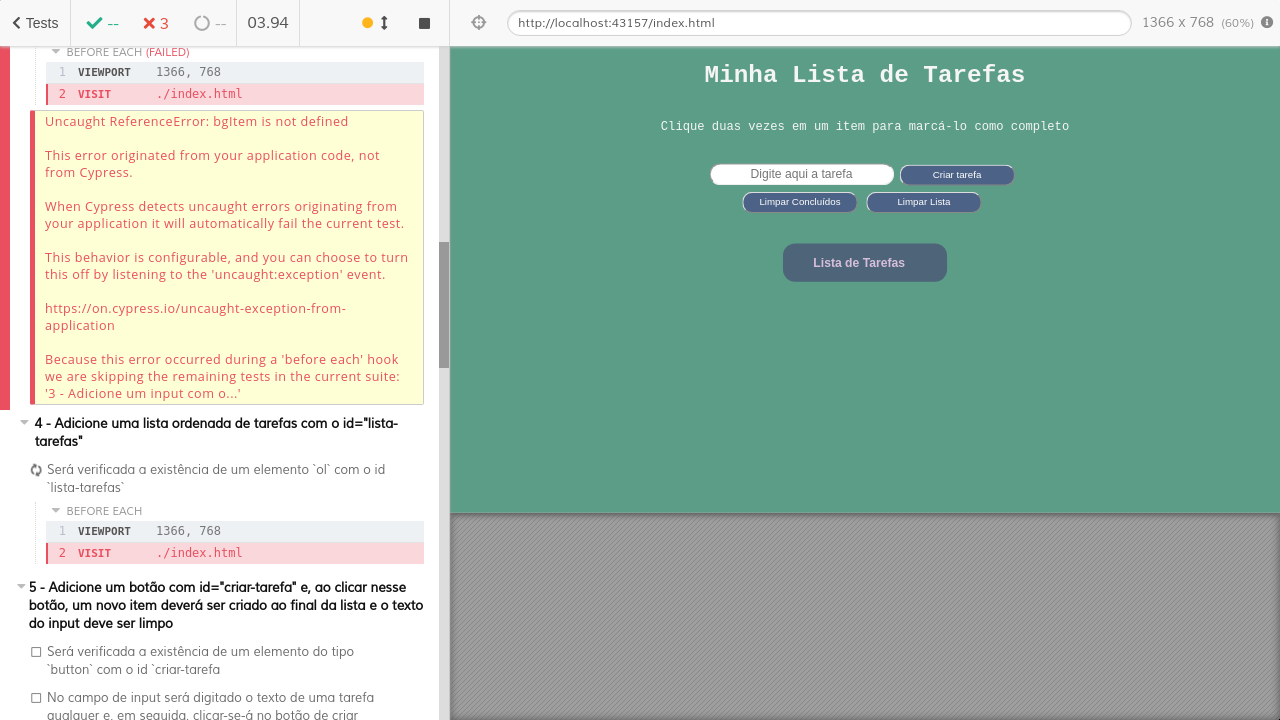 Tests
--
3
--
03.94
http://localhost:43157/index.html
1366 x 768 (60%)
BEFORE EACH (FAILED)
1 VIEWPORT 1366, 768
2 VISIT ./index.html
Uncaught ReferenceError: bgItem is not defined
This error originated from your application code, not
from Cypress.
When Cypress detects uncaught errors originating from
your application it will automatically fail the current test.
This behavior is configurable, and you can choose to turn
this off by listening to the 'uncaught:exception' event.
https://on.cypress.io/uncaught-exception-from-
application
Because this error occurred during a 'before each' hook
we are skipping the remaining tests in the current suite:
'3 - Adicione um input com o...'
4 - Adicione uma lista ordenada de tarefas com o id="lista-
tarefas"
Será verificada a existência de um elemento `ol` com o id
`lista-tarefas`
BEFORE EACH
1 VIEWPORT 1366, 768
2 VISIT ./index.html
5 - Adicione um botão com id="criar-tarefa" e, ao clicar nesse
botão, um novo item deverá ser criado ao final da lista e o texto
do input deve ser limpo
Será verificada a existência de um elemento do tipo
`button` com o id `criar-tarefa
No campo de input será digitado o texto de uma tarefa
qualquer e, em seguida, clicar-se-á no botão de criar
Minha Lista de Tarefas
Clique duas vezes em um item para marcá-lo como completo
Digite aqui a tarefa
Criar tarefa
Limpar Concluídos
Limpar Lista
Lista de Tarefas